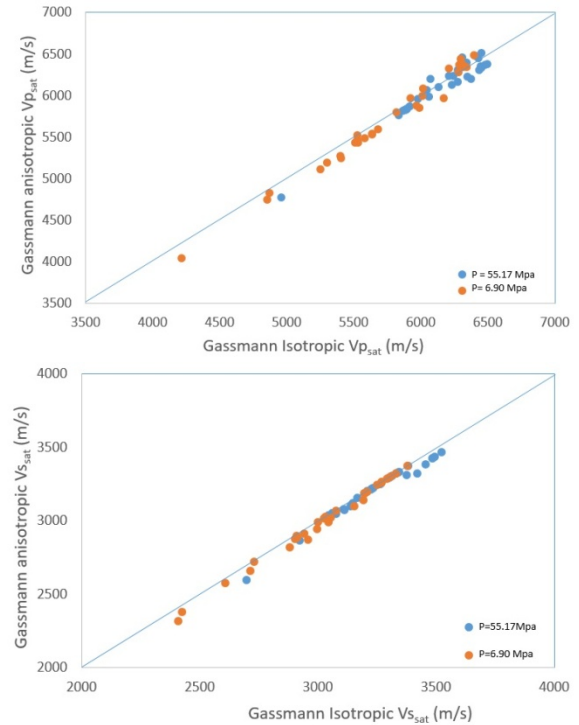 7000
6500
6000
5500
5000
4500
4000
3500
3500 4000 4500 5000 5500 6000 6500 7000
Gassmann anisotropic Vpsat (m/s)
Gassmann Isotropic Vpsat (m/s)
P = 55.17 Mpa
P= 6.90 Mpa
4000
3500
3000
2500
2000
2000 2500 3000 3500 4000
Gassmann anisotropic Vssat (m/s)
Gassmann Isotropic Vssat (m/s)
P=55.17Mpa
P=6.90 Mpa